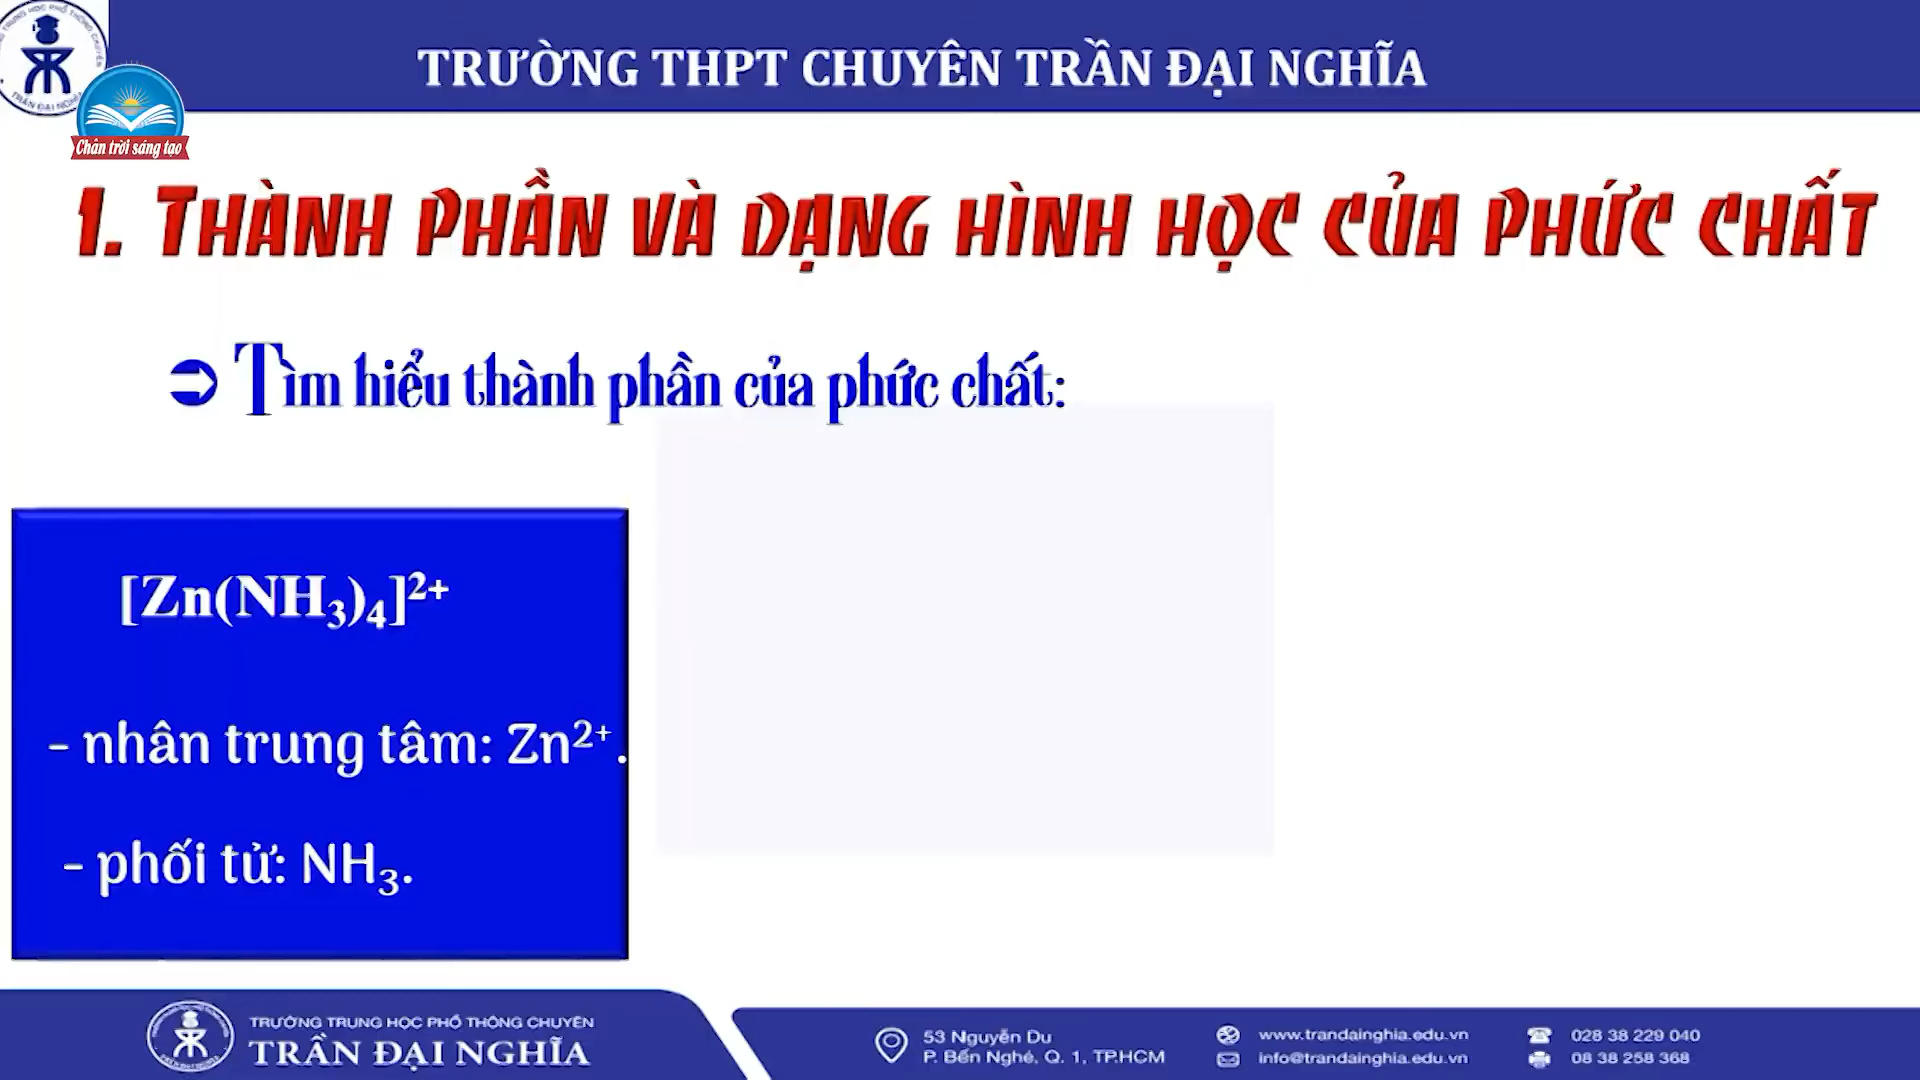 TRƯỜNG THPT CHUYÊN TRẦN ĐẠI NGHĨA
Chân trời sáng tạo
1. THÀNH PHẦN VÀ DẠNG HÌNH HỌC CỦA PHỨC CHẤT
➲ Tìm hiểu thành phần của phức chất:
[Zn(NH₃)₄]²⁺
- nhân trung tâm: Zn²⁺.
- phối tử: NH₃.
TRƯỜNG TRUNG HỌC PHỔ THÔNG CHUYÊN
TRẦN ĐẠI NGHĨA
53 Nguyễn Du
P. Bến Nghé, Q. 1, TP.HCM
www.trandainghia.edu.vn
info@trandainghia.edu.vn
028 38 229 040
08 38 258 368